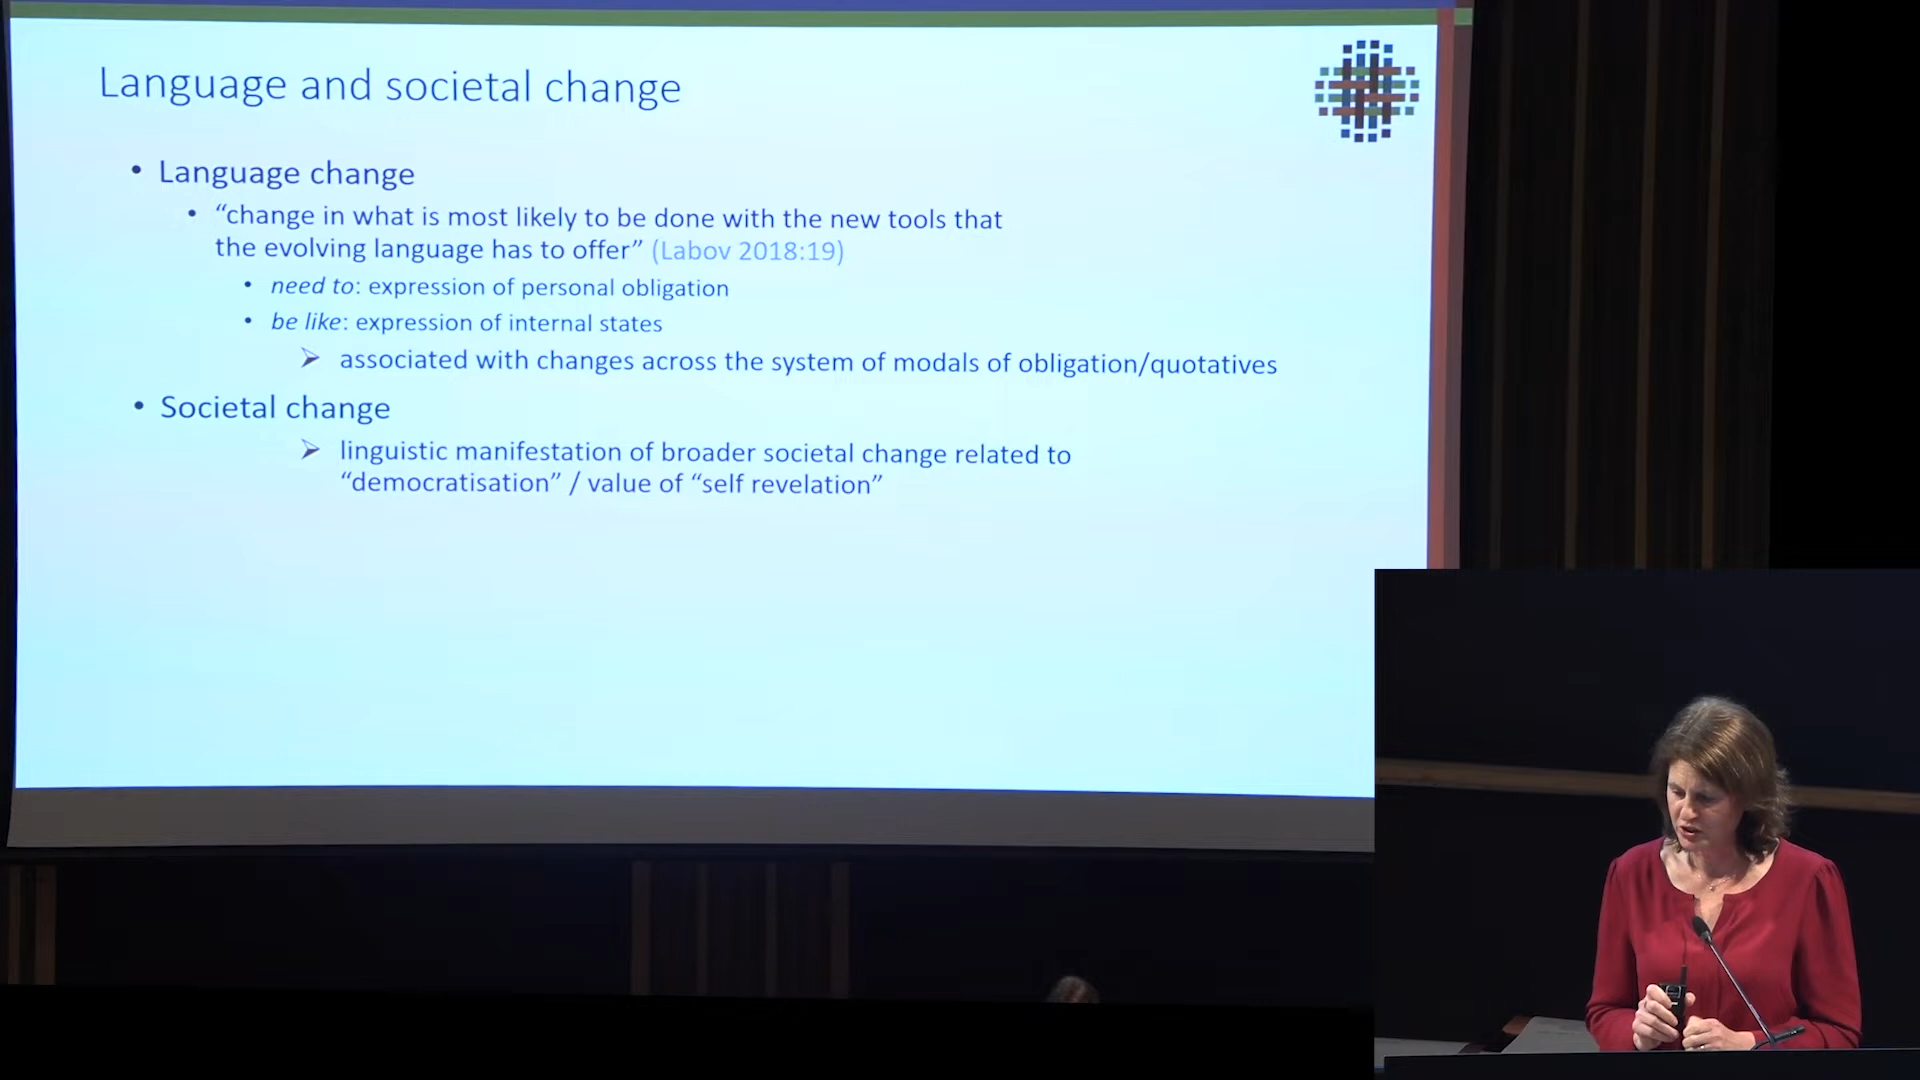 Language and societal change
• Language change
• “change in what is most likely to be done with the new tools that
the evolving language has to offer” (Labov 2018:19)
• need to: expression of personal obligation
• be like: expression of internal states
➢ associated with changes across the system of modals of obligation/quotatives
• Societal change
➢ linguistic manifestation of broader societal change related to
“democratisation” / value of “self revelation”